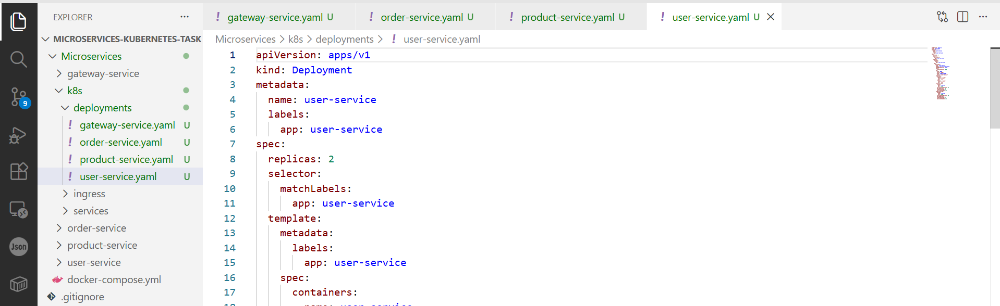 EXPLORER
MICROSERVICES-KUBERNETES-TASK
Microservices
gateway-service
k8s
deployments
! gateway-service.yaml U
! order-service.yaml U
! product-service.yaml U
! user-service.yaml U
ingress
services
order-service
product-service
user-service
docker-compose.yml
.gitignore
9
Json
! gateway-service.yaml U
! order-service.yaml U
! product-service.yaml U
! user-service.yaml U
Microservices > k8s > deployments > ! user-service.yaml
1 apiVersion: apps/v1
2 kind: Deployment
3 metadata:
4 name: user-service
5 labels:
6 app: user-service
7 spec:
8 replicas: 2
9 selector:
10 matchLabels:
11 app: user-service
12 template:
13 metadata:
14 labels:
15 app: user-service
16 spec:
17 containers: